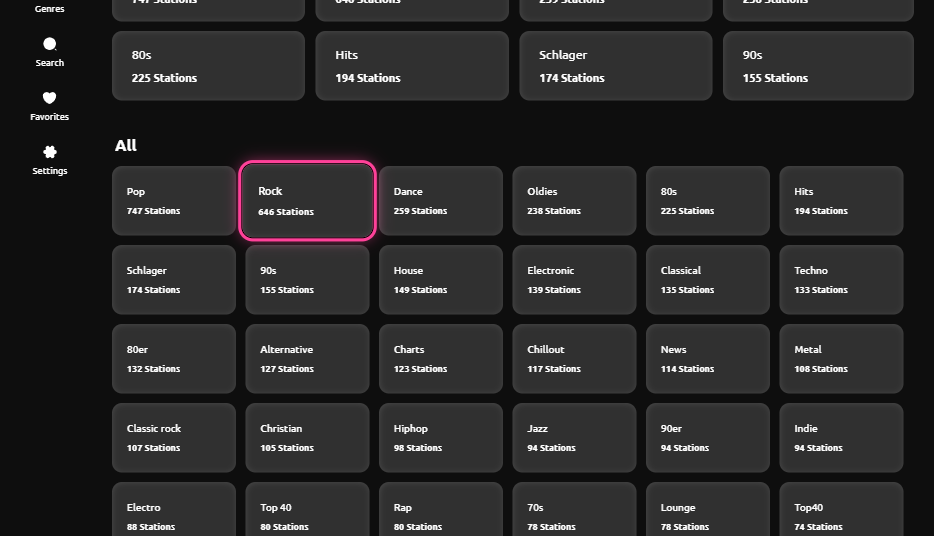 Genres
Search
Favorites
Settings
747 Stations
646 Stations
259 Stations
238 Stations
80s
225 Stations
Hits
194 Stations
Schlager
174 Stations
90s
155 Stations
All
Pop
747 Stations
Rock
646 Stations
Dance
259 Stations
Oldies
238 Stations
80s
225 Stations
Hits
194 Stations
Schlager
174 Stations
90s
155 Stations
House
149 Stations
Electronic
139 Stations
Classical
135 Stations
Techno
133 Stations
80er
132 Stations
Alternative
127 Stations
Charts
123 Stations
Chillout
117 Stations
News
114 Stations
Metal
108 Stations
Classic rock
107 Stations
Christian
105 Stations
Hiphop
98 Stations
Jazz
94 Stations
90er
94 Stations
Indie
94 Stations
Electro
88 Stations
Top 40
80 Stations
Rap
80 Stations
70s
78 Stations
Lounge
78 Stations
Top40
74 Stations